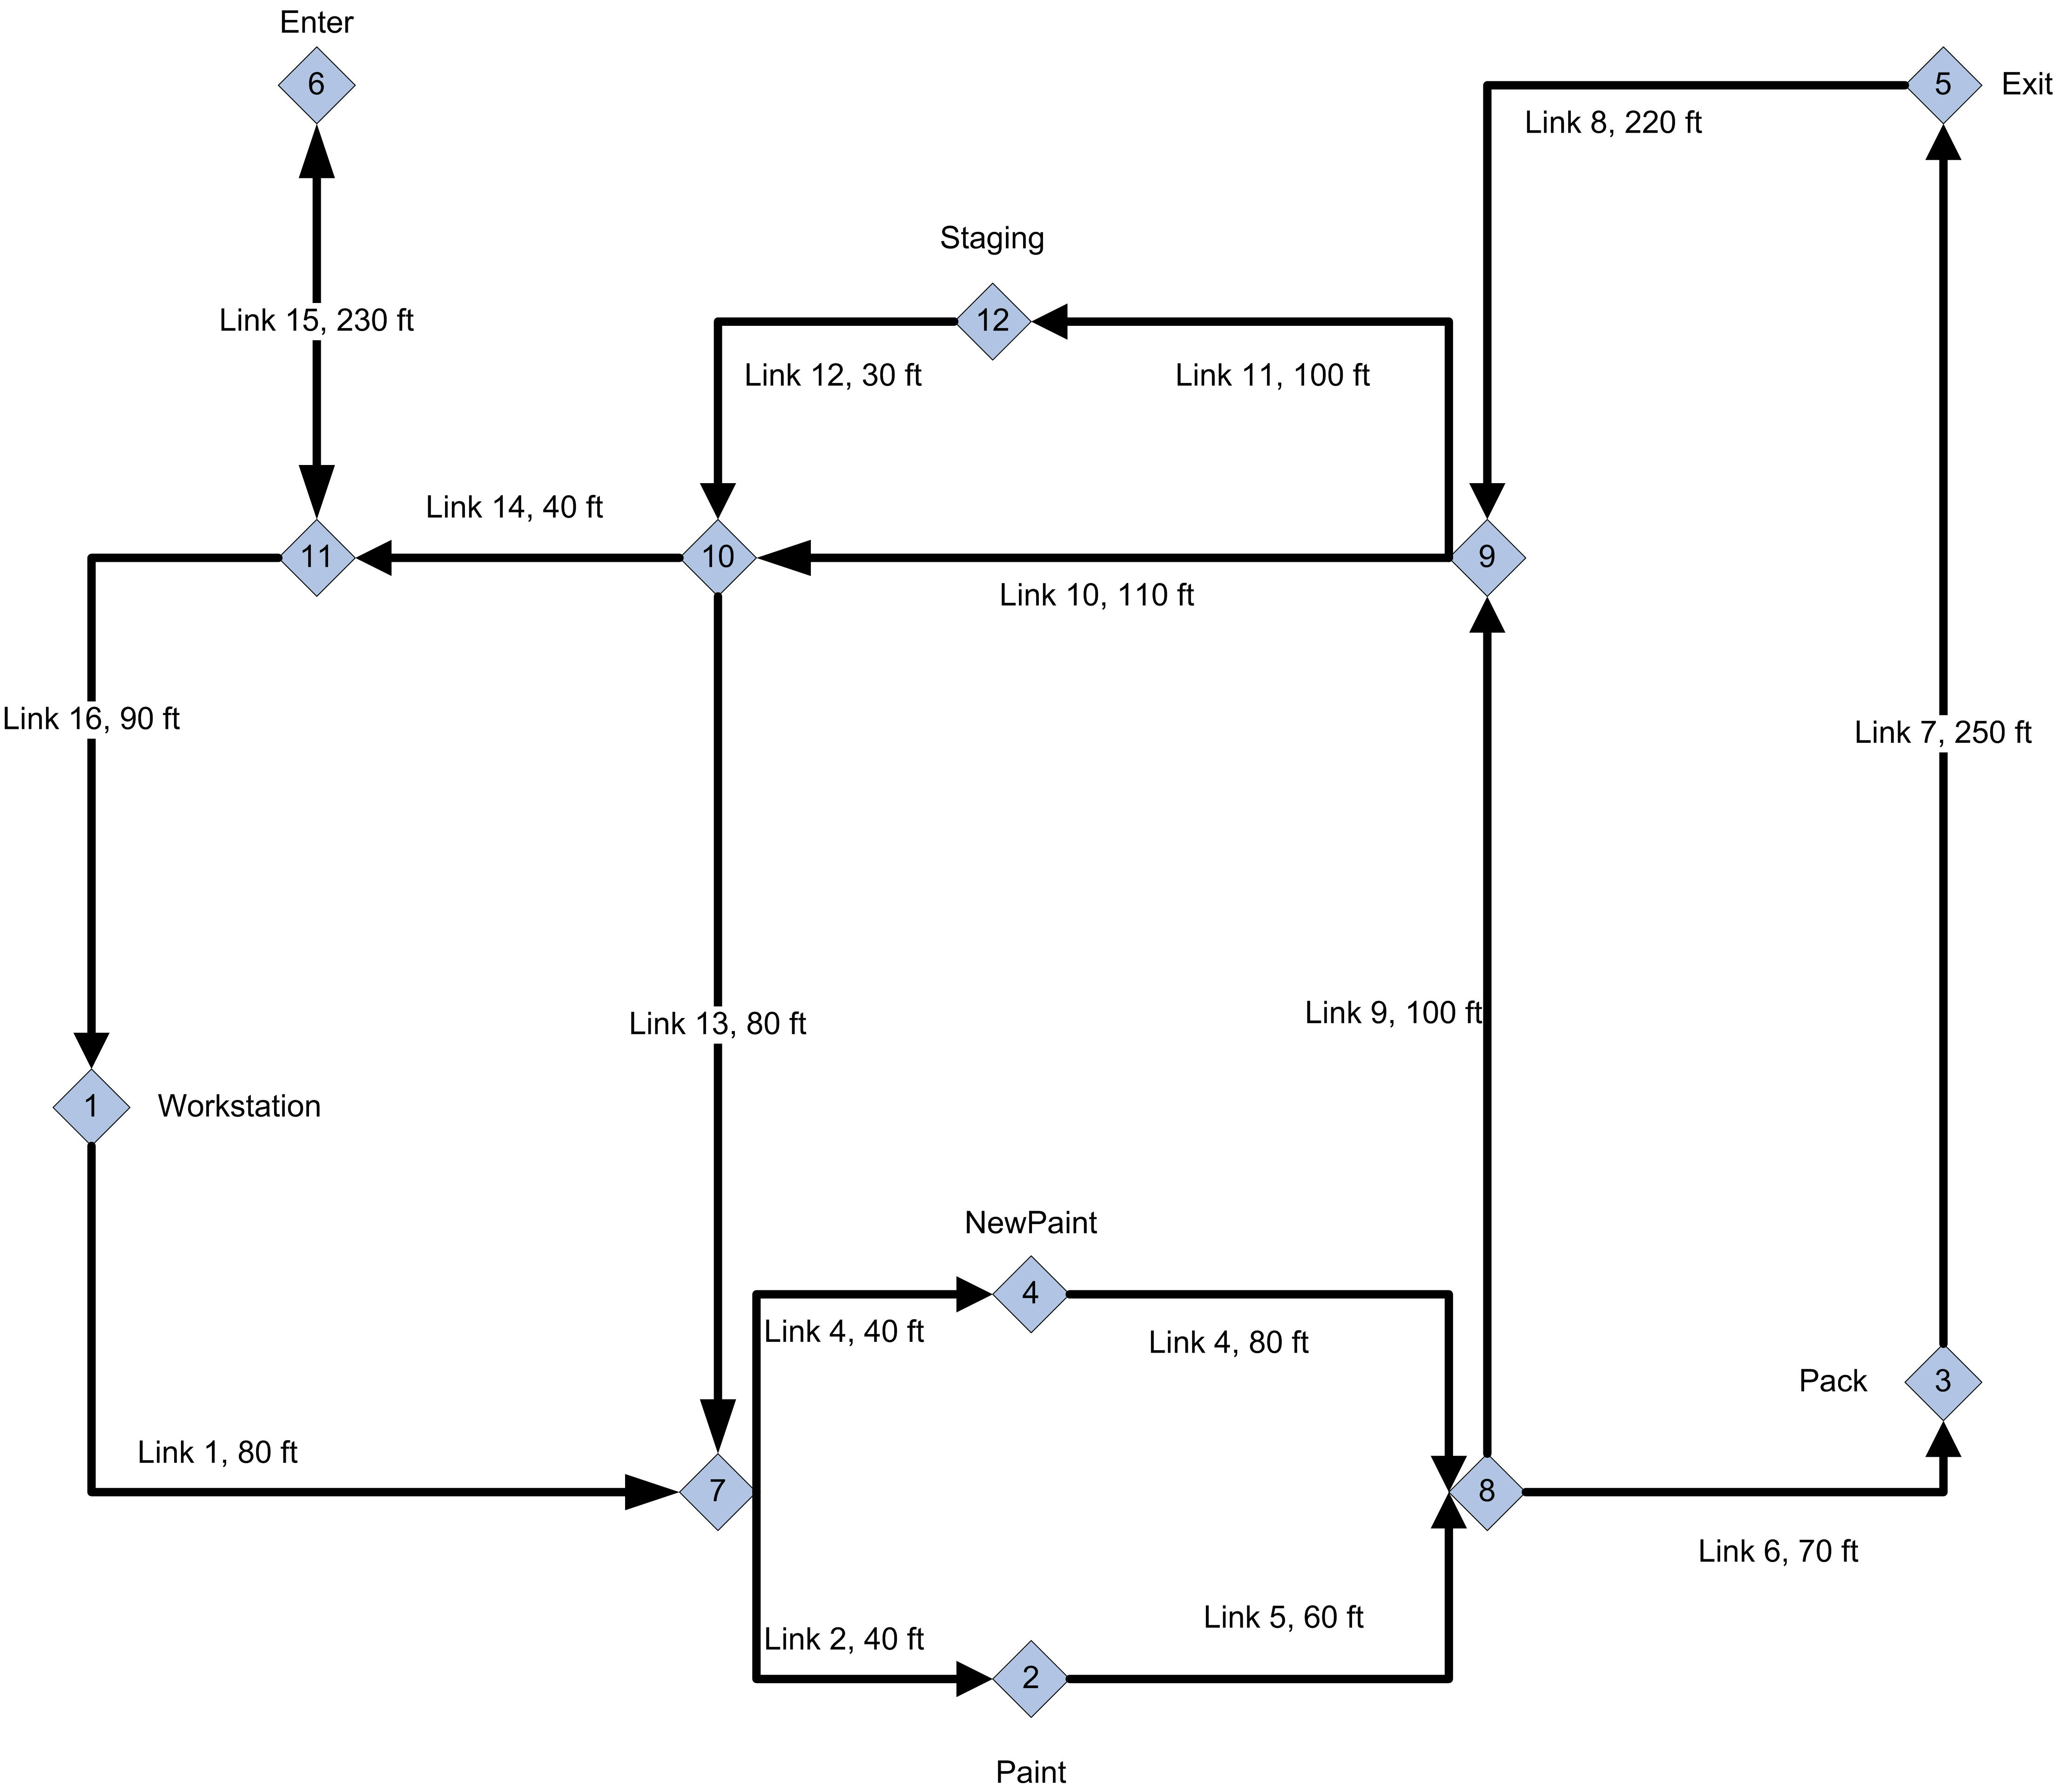 Enter
6
5
Exit
Link 8, 220 ft
Staging
12
Link 15, 230 ft
Link 12, 30 ft
Link 11, 100 ft
Link 14, 40 ft
11
10
9
Link 10, 110 ft
Link 16, 90 ft
Link 7, 250 ft
Link 9, 100 ft
Link 13, 80 ft
1
Workstation
NewPaint
4
Link 4, 40 ft
Link 4, 80 ft
Pack
3
Link 1, 80 ft
7
8
Link 6, 70 ft
Link 5, 60 ft
Link 2, 40 ft
2
Paint